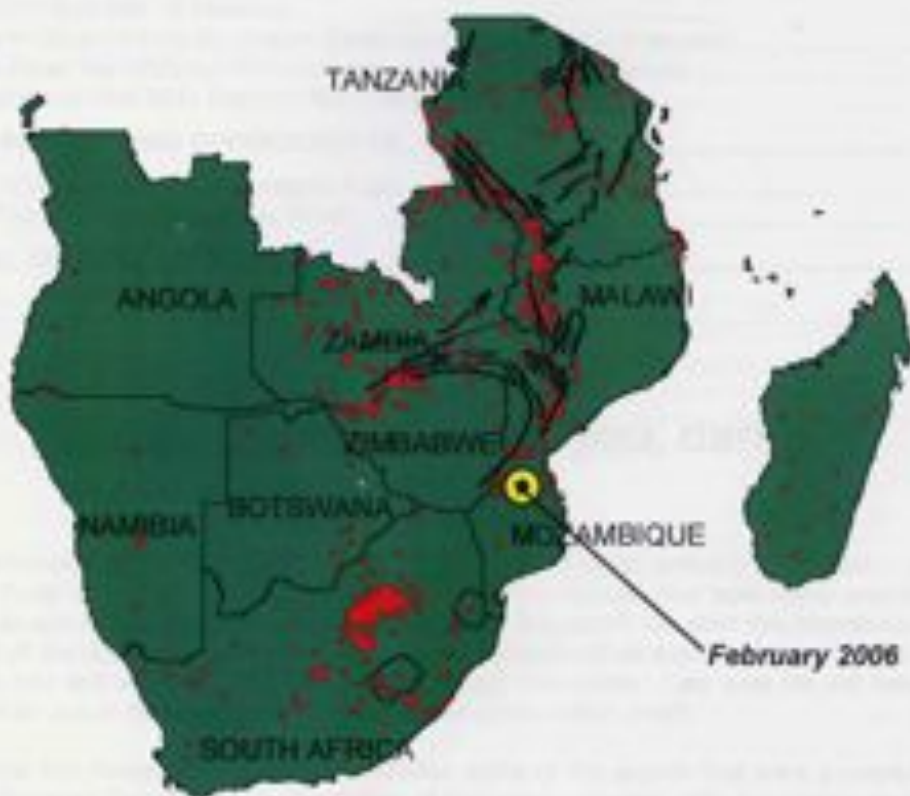 TANZANIA
ANGOLA
MALAWI
ZAMBIA
ZIMBABWE
NAMIBIA
BOTSWANA
MOZAMBIQUE
February 2006
SOUTH AFRICA